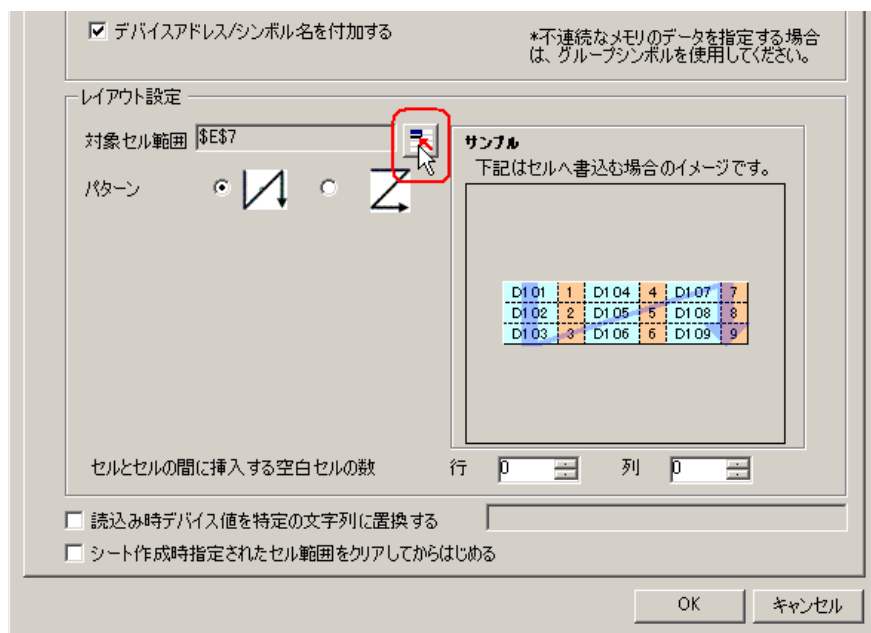 デバイスアドレス/シンボル名を付加する
*不連続なメモリのデータを指定する場合
は、グループシンボルを使用してください。
レイアウト設定
対象セル範囲 $E$7
サンプル
下記はセルへ書込む場合のイメージです。
パターン
D101 1 D104 4 D107 7
D102 2 D105 5 D108 8
D103 3 D106 6 D109 9
セルとセルの間に挿入する空白セルの数 行 0 列 0
読込み時デバイス値を特定の文字列に置換する
シート作成時指定されたセル範囲をクリアしてからはじめる
OK キャンセル